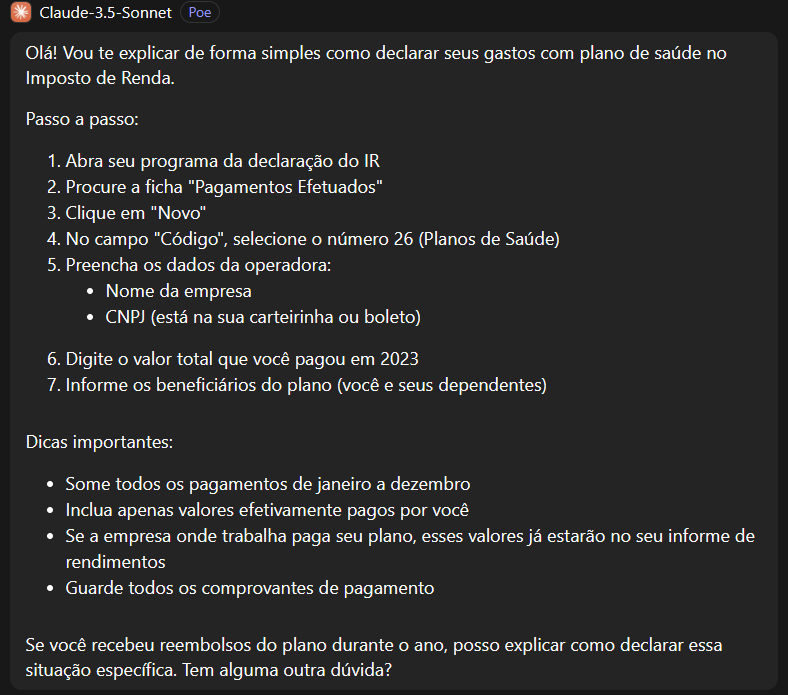 Claude-3.5-Sonnet Poe
Olá! Vou te explicar de forma simples como declarar seus gastos com plano de saúde no
Imposto de Renda.
Passo a passo:
1. Abra seu programa da declaração do IR
2. Procure a ficha "Pagamentos Efetuados"
3. Clique em "Novo"
4. No campo "Código", selecione o número 26 (Planos de Saúde)
5. Preencha os dados da operadora:
• Nome da empresa
• CNPJ (está na sua carteirinha ou boleto)
6. Digite o valor total que você pagou em 2023
7. Informe os beneficiários do plano (você e seus dependentes)
Dicas importantes:
• Some todos os pagamentos de janeiro a dezembro
• Inclua apenas valores efetivamente pagos por você
• Se a empresa onde trabalha paga seu plano, esses valores já estarão no seu informe de
rendimentos
• Guarde todos os comprovantes de pagamento
Se você recebeu reembolsos do plano durante o ano, posso explicar como declarar essa
situação específica. Tem alguma outra dúvida?